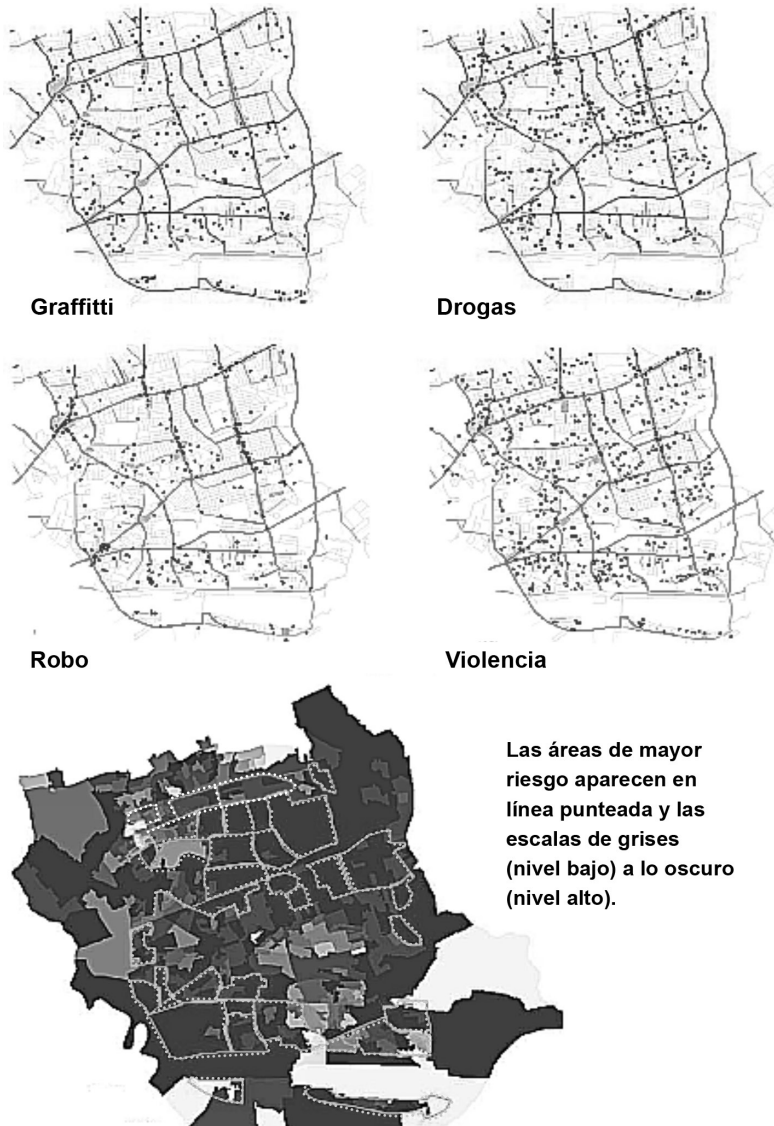 Graffitti
Drogas
Robo
Violencia
Las áreas de mayor
riesgo aparecen en
línea punteada y las
escalas de grises
(nivel bajo) a lo oscuro
(nivel alto).